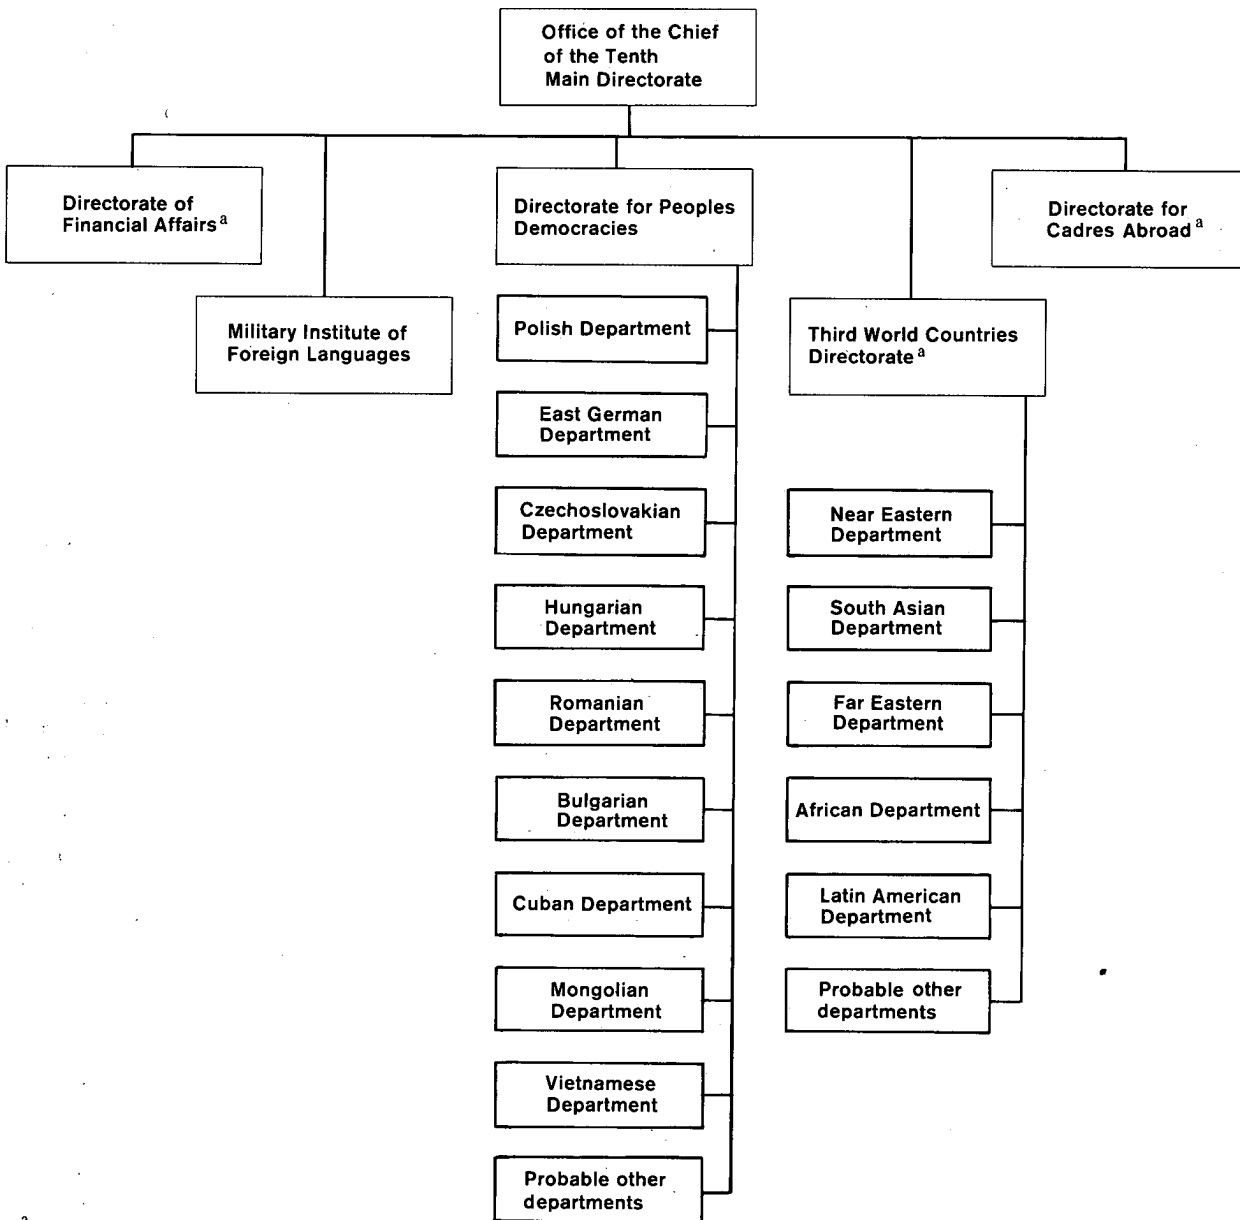 Office of the Chief
of the Tenth
Main Directorate
Directorate of
Financial Affairs a
Directorate for Peoples
Democracies
Directorate for
Cadres Abroad a
Military Institute of
Foreign Languages
Third World Countries
Directorate a
Polish Department
East German
Department
Czechoslovakian
Department
Hungarian
Department
Romanian
Department
Bulgarian
Department
Cuban Department
Mongolian
Department
Vietnamese
Department
Probable other
departments
Near Eastern
Department
South Asian
Department
Far Eastern
Department
African Department
Latin American
Department
Probable other
departments
a